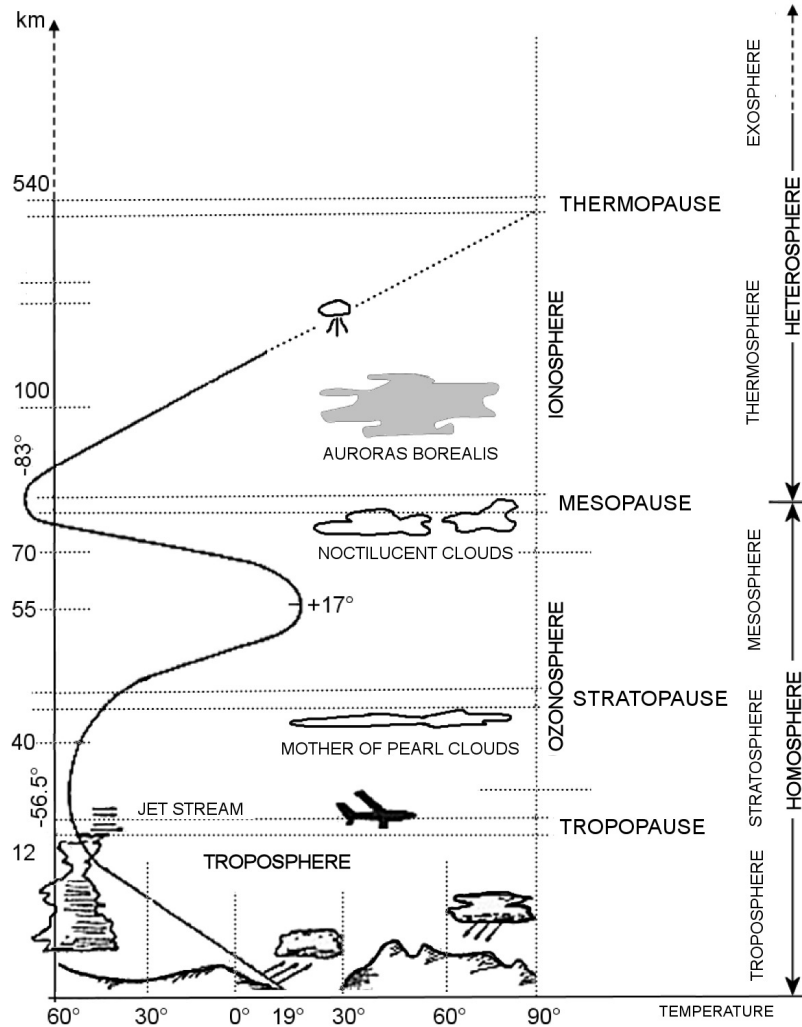 km
EXOSPHERE
540
THERMOPAUSE
HETEROSPHERE
IONOSPHERE
THERMOSPHERE
100
AURORAS BOREALIS
-83°
MESOPAUSE
NOCTILUCENT CLOUDS
70
MESOSPHERE
55
+17°
OZONOSPHERE
STRATOPAUSE
HOMOSPHERE
40
MOTHER OF PEARL CLOUDS
STRATOSPHERE
-56.5°
JET STREAM
TROPOPAUSE
12
TROPOSPHERE
TROPOSPHERE
60° 30° 0° 19° 30° 60° 90° TEMPERATURE